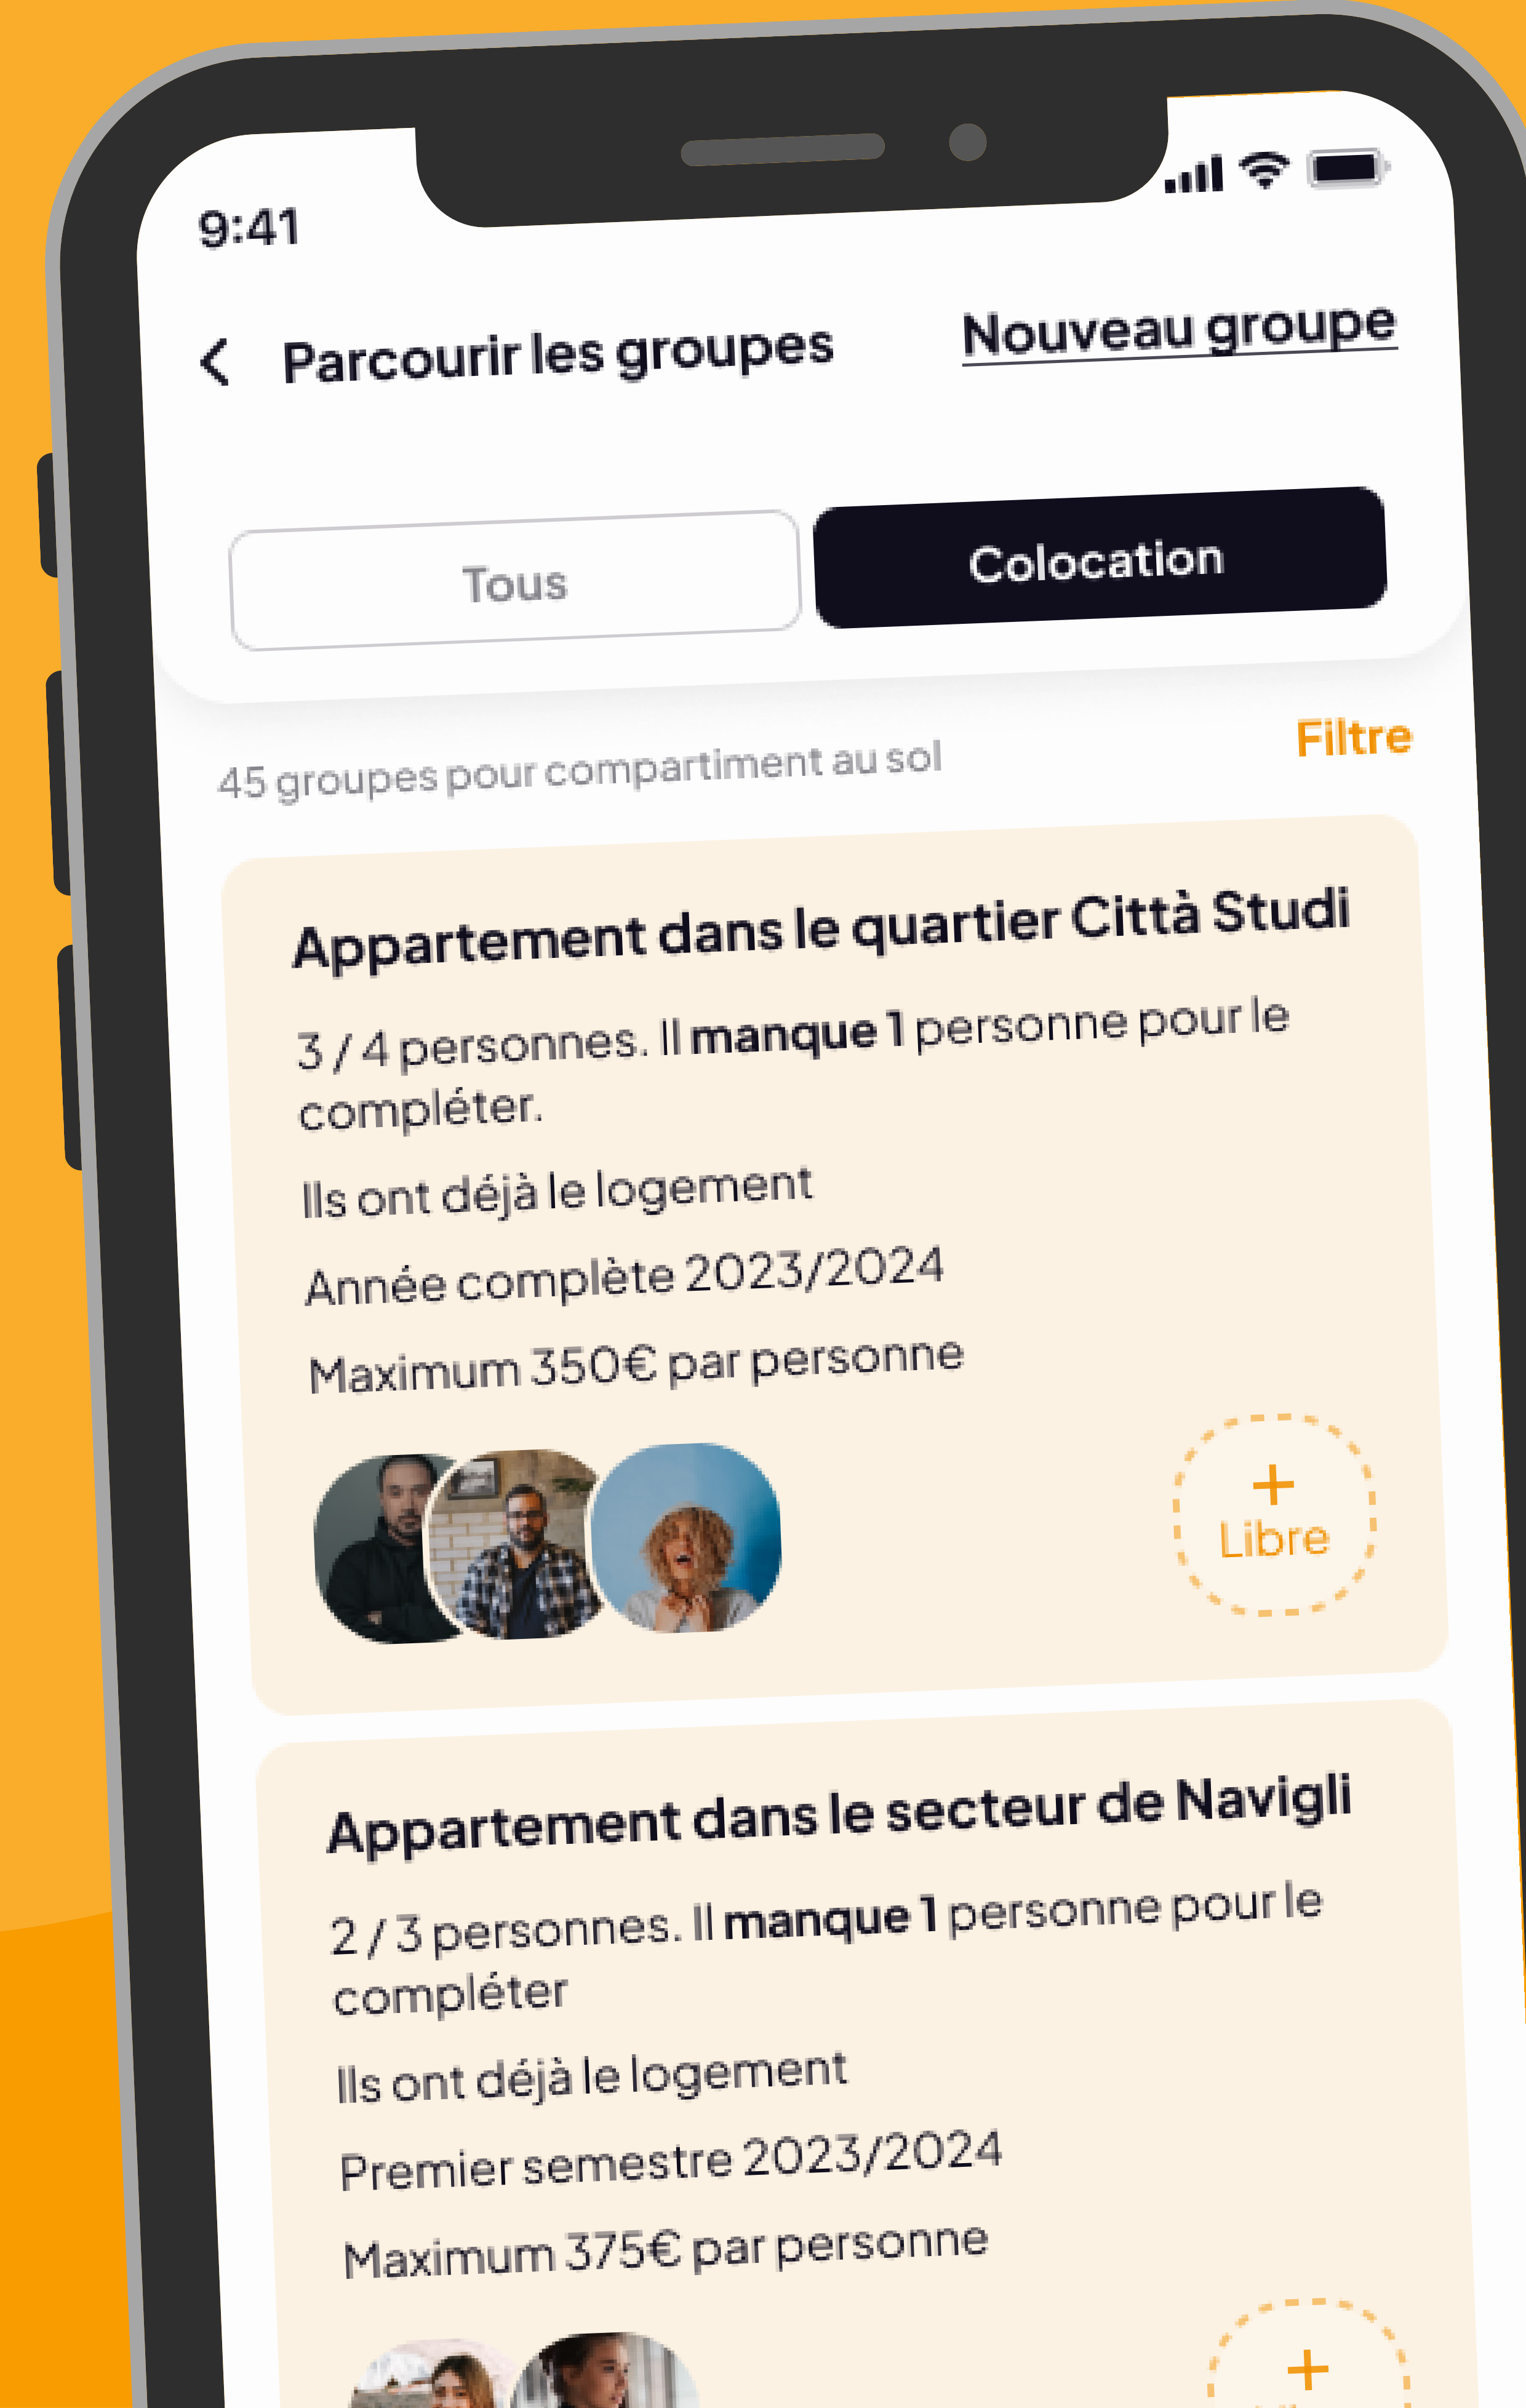 9:41
Parcourir les groupes
Nouveau groupe
Tous
Colocation
45 groupes pour compartiment au sol
Filtre
Appartement dans le quartier Città Studi
3 / 4 personnes. Il manque 1 personne pour le
compléter.
Ils ont déjà le logement
Année complète 2023/2024
Maximum 350€ par personne
+
Libre
Appartement dans le secteur de Navigli
2 / 3 personnes. Il manque 1 personne pour le
compléter
Ils ont déjà le logement
Premier semestre 2023/2024
Maximum 375€ par personne
+